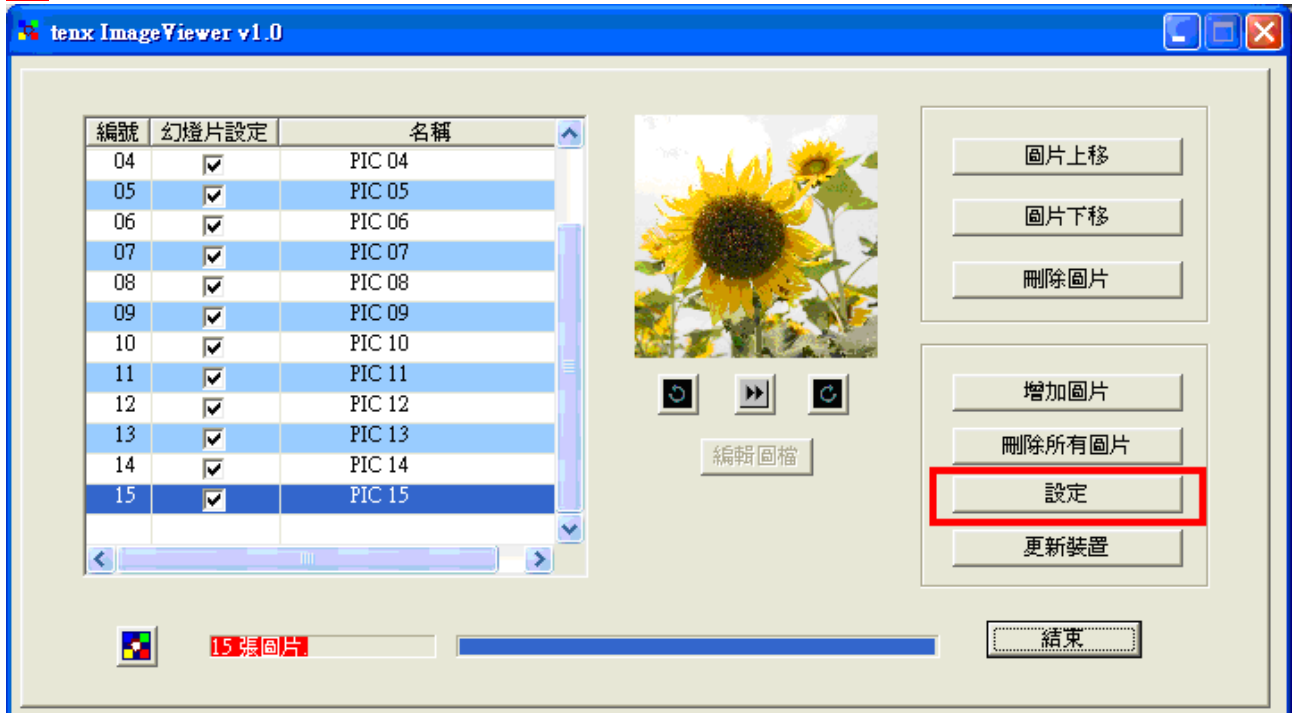 tenx ImageViewer v1.0
編號 幻燈片設定 名稱
04 PIC 04
05 PIC 05
06 PIC 06
07 PIC 07
08 PIC 08
09 PIC 09
10 PIC 10
11 PIC 11
12 PIC 12
13 PIC 13
14 PIC 14
15 PIC 15
編輯圖檔
圖片上移
圖片下移
刪除圖片
增加圖片
刪除所有圖片
設定
更新裝置
15 張圖片.
結束